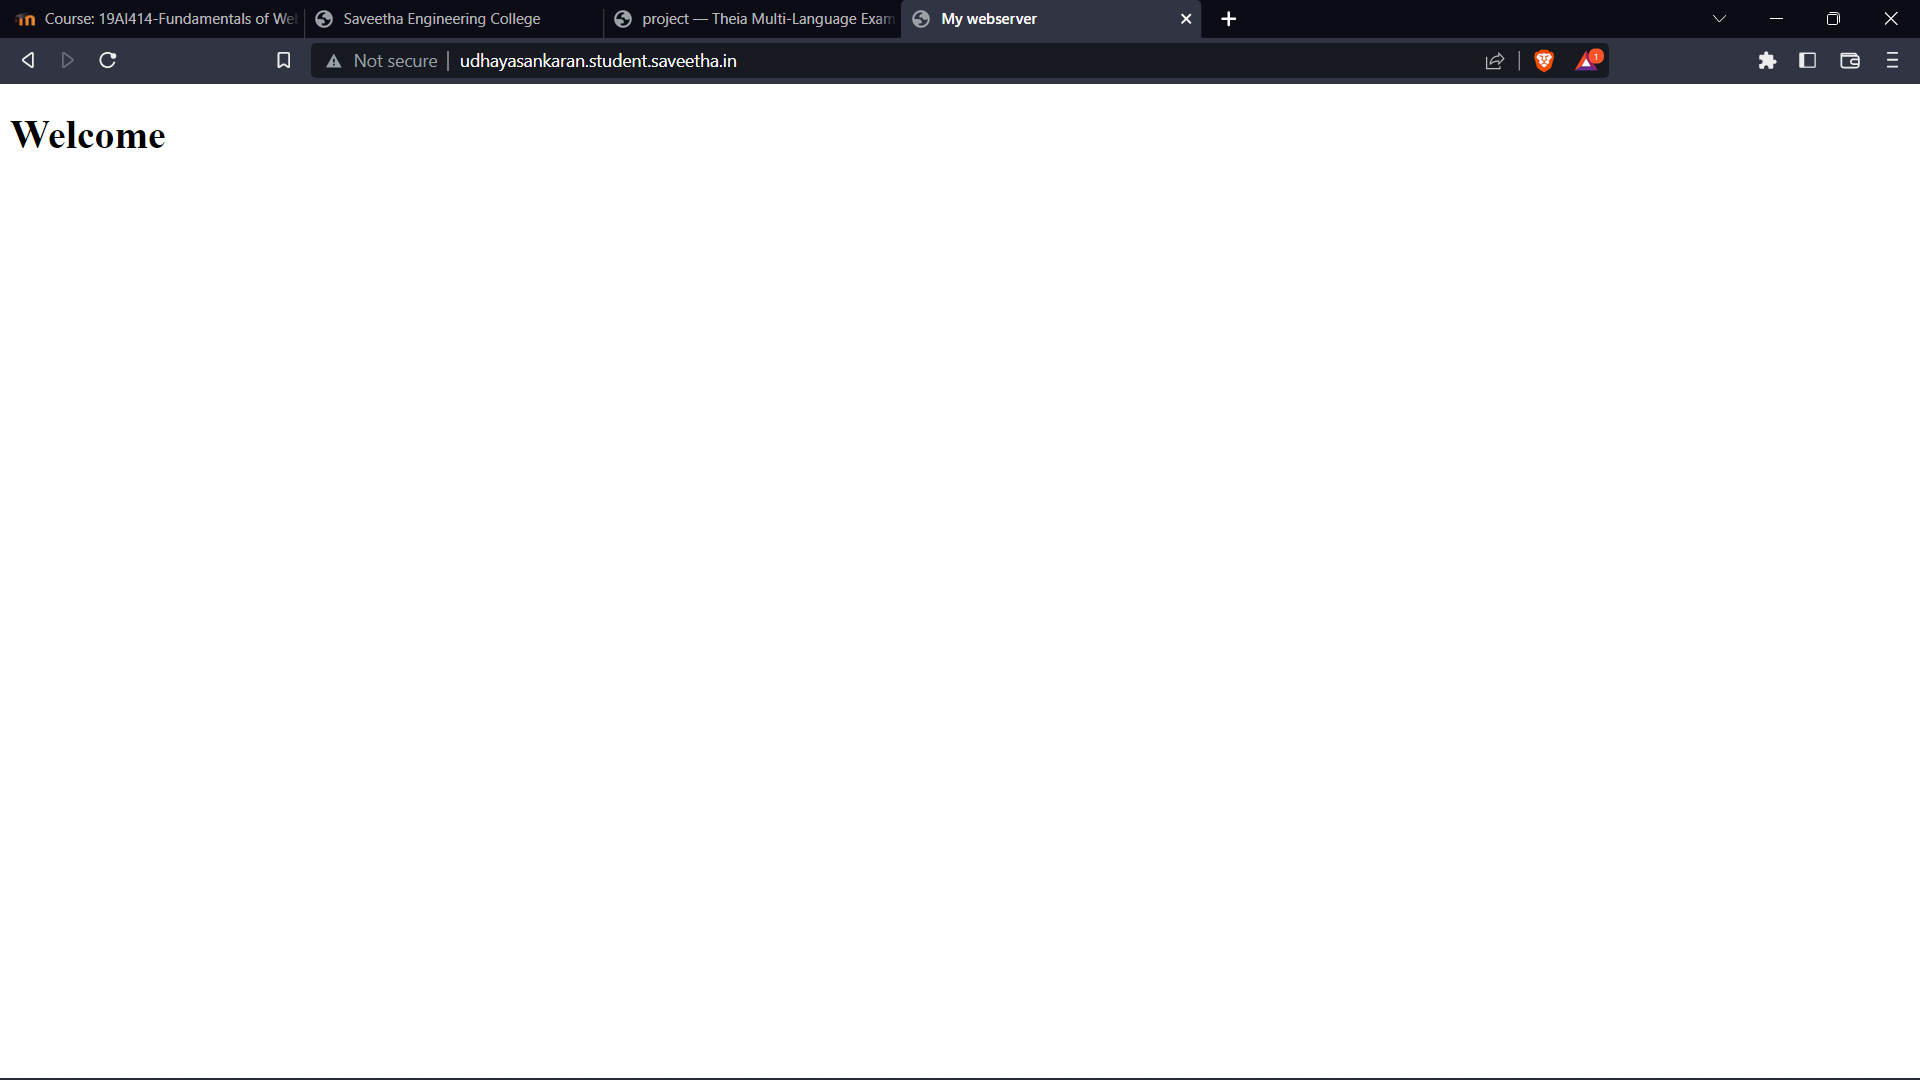 Course: 19AI414-Fundamentals of We
Saveetha Engineering College
project — Theia Multi-Language Exam
My webserver
Not secure
udhayasankaran.student.saveetha.in
1
Welcome